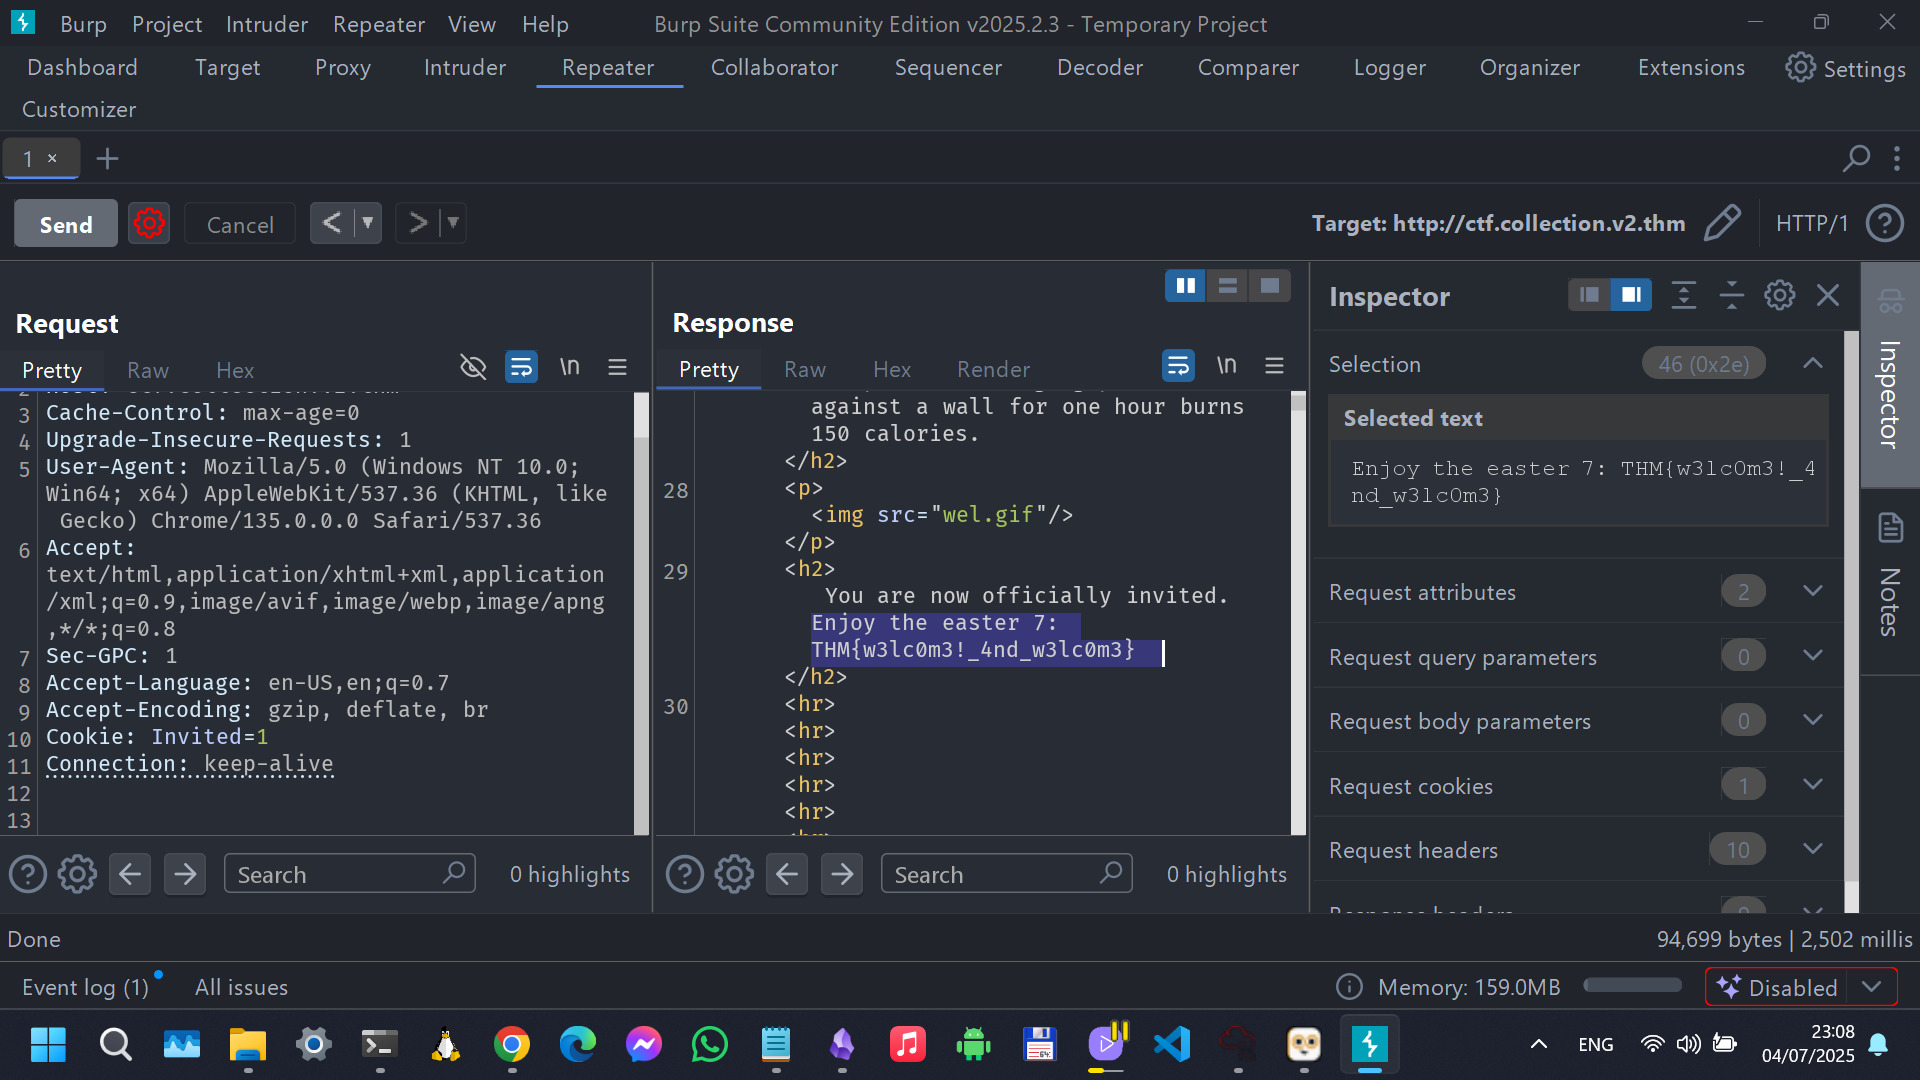 Burp Project Intruder Repeater View Help Burp Suite Community Edition v2025.2.3 - Temporary Project
Dashboard Target Proxy Intruder Repeater Collaborator Sequencer Decoder Comparer Logger Organizer Extensions Settings
Customizer
1 ×
Send Cancel < > Target: http://ctf.collection.v2.thm HTTP/1
Request
Pretty Raw Hex \n
3 Cache-Control: max-age=0
4 Upgrade-Insecure-Requests: 1
5 User-Agent: Mozilla/5.0 (Windows NT 10.0;
Win64; x64) AppleWebKit/537.36 (KHTML, like
Gecko) Chrome/135.0.0.0 Safari/537.36
6 Accept:
text/html,application/xhtml+xml,application
/xml;q=0.9,image/avif,image/webp,image/apng
,*/*;q=0.8
7 Sec-GPC: 1
8 Accept-Language: en-US,en;q=0.7
9 Accept-Encoding: gzip, deflate, br
10 Cookie: Invited=1
11 Connection: keep-alive
12
13
Search 0 highlights
Response
Pretty Raw Hex Render \n
against a wall for one hour burns
150 calories.
</h2>
28 <p>
<img src="wel.gif"/>
</p>
29 <h2>
You are now officially invited.
Enjoy the easter 7:
THM{w3lc0m3!_4nd_w3lc0m3}
</h2>
30 <hr>
<hr>
<hr>
<hr>
<hr>
Search 0 highlights
Inspector
Selection 46 (0x2e)
Selected text
Enjoy the easter 7: THM{w3lc0m3!_4
nd_w3lc0m3}
Request attributes 2
Request query parameters 0
Request body parameters 0
Request cookies 1
Request headers 10
Response headers 9
Inspector
Notes
Done 94,699 bytes | 2,502 millis
Event log (1) All issues Memory: 159.0MB Disabled
ENG 23:08
04/07/2025